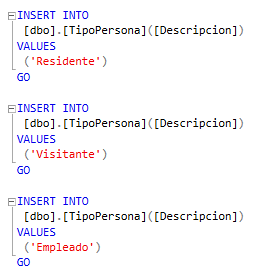 INSERT INTO
[dbo].[TipoPersona]([Descripcion])
VALUES
('Residente')
GO
INSERT INTO
[dbo].[TipoPersona]([Descripcion])
VALUES
('Visitante')
GO
INSERT INTO
[dbo].[TipoPersona]([Descripcion])
VALUES
('Empleado')
GO